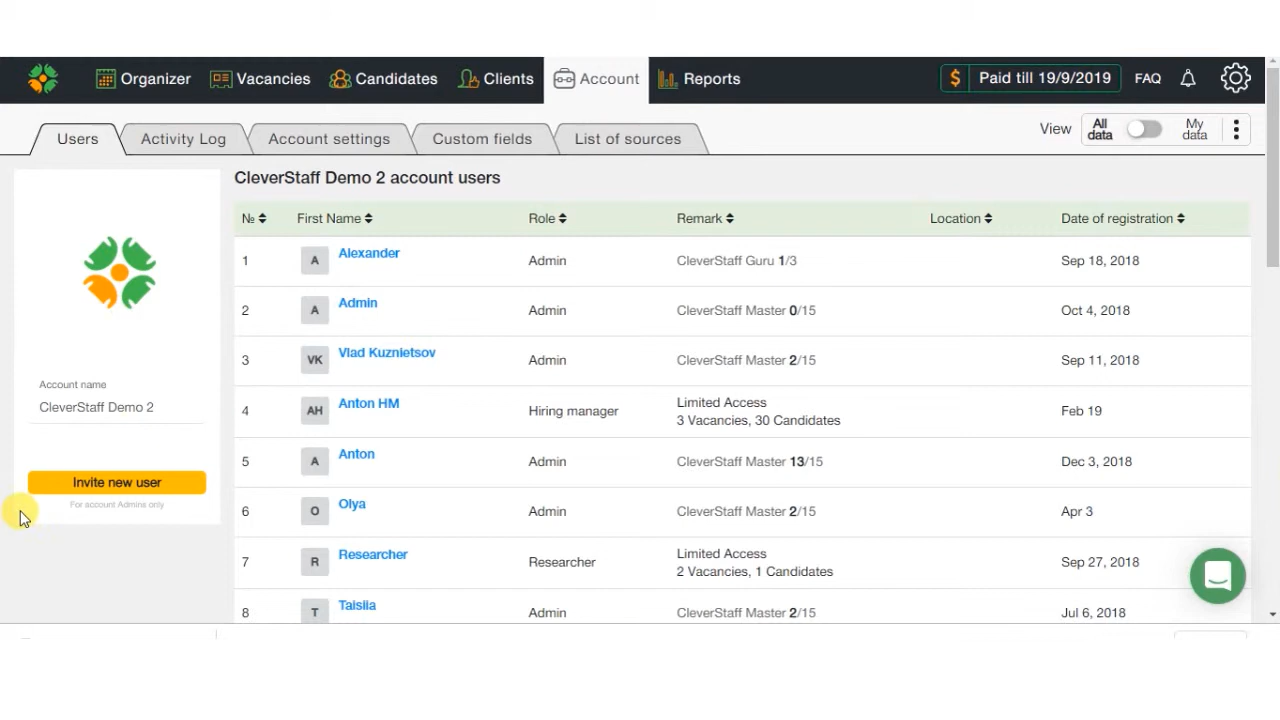 Organizer Vacancies Candidates Clients Account Reports $ Paid till 19/9/2019 FAQ
Users Activity Log Account settings Custom fields List of sources View All data My data
CleverStaff Demo 2 account users
№ First Name Role Remark Location Date of registration
1 A Alexander Admin CleverStaff Guru 1/3 Sep 18, 2018
2 A Admin Admin CleverStaff Master 0/15 Oct 4, 2018
3 VK Vlad Kuznietsov Admin CleverStaff Master 2/15 Sep 11, 2018
4 AH Anton HM Hiring manager Limited Access Feb 19
3 Vacancies, 30 Candidates
5 A Anton Admin CleverStaff Master 13/15 Dec 3, 2018
6 O Olya Admin CleverStaff Master 2/15 Apr 3
7 R Researcher Researcher Limited Access Sep 27, 2018
2 Vacancies, 1 Candidates
8 T Taisiia Admin CleverStaff Master 2/15 Jul 6, 2018
Account name
CleverStaff Demo 2
Invite new user
For account Admins only